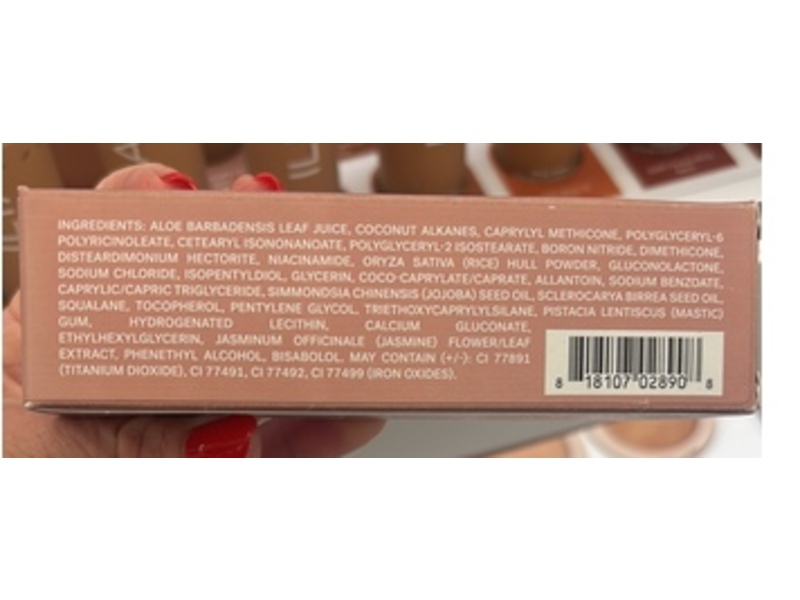 INGREDIENTS: ALOE BARBADENSIS LEAF JUICE, COCONUT ALKANES, CAPRYLYL METHICONE, POLYGLYCERYL-6
POLYRICINOLEATE, CETEARYL ISONONANOATE, POLYGLYCERYL-2 ISOSTEARATE, BORON NITRIDE, DIMETHICONE,
DISTEARDIMONIUM HECTORITE, NIACINAMIDE, ORYZA SATIVA (RICE) HULL POWDER, GLUCONOLACTONE,
SODIUM CHLORIDE, ISOPENTYLDIOL, GLYCERIN, COCO-CAPRYLATE/CAPRATE, ALLANTOIN, SODIUM BENZOATE,
CAPRYLIC/CAPRIC TRIGLYCERIDE, SIMMONDSIA CHINENSIS (JOJOBA) SEED OIL, SCLEROCARYA BIRREA SEED OIL,
SQUALANE, TOCOPHEROL, PENTYLENE GLYCOL, TRIETHOXYCAPRYLYLSILANE, PISTACIA LENTISCUS (MASTIC)
GUM, HYDROGENATED LECITHIN, CALCIUM GLUCONATE,
ETHYLHEXYLGLYCERIN, JASMINUM OFFICINALE (JASMINE) FLOWER/LEAF
EXTRACT, PHENETHYL ALCOHOL, BISABOLOL. MAY CONTAIN (+/-): CI 77891
(TITANIUM DIOXIDE), CI 77491, CI 77492, CI 77499 (IRON OXIDES).
8 18107 02890 8